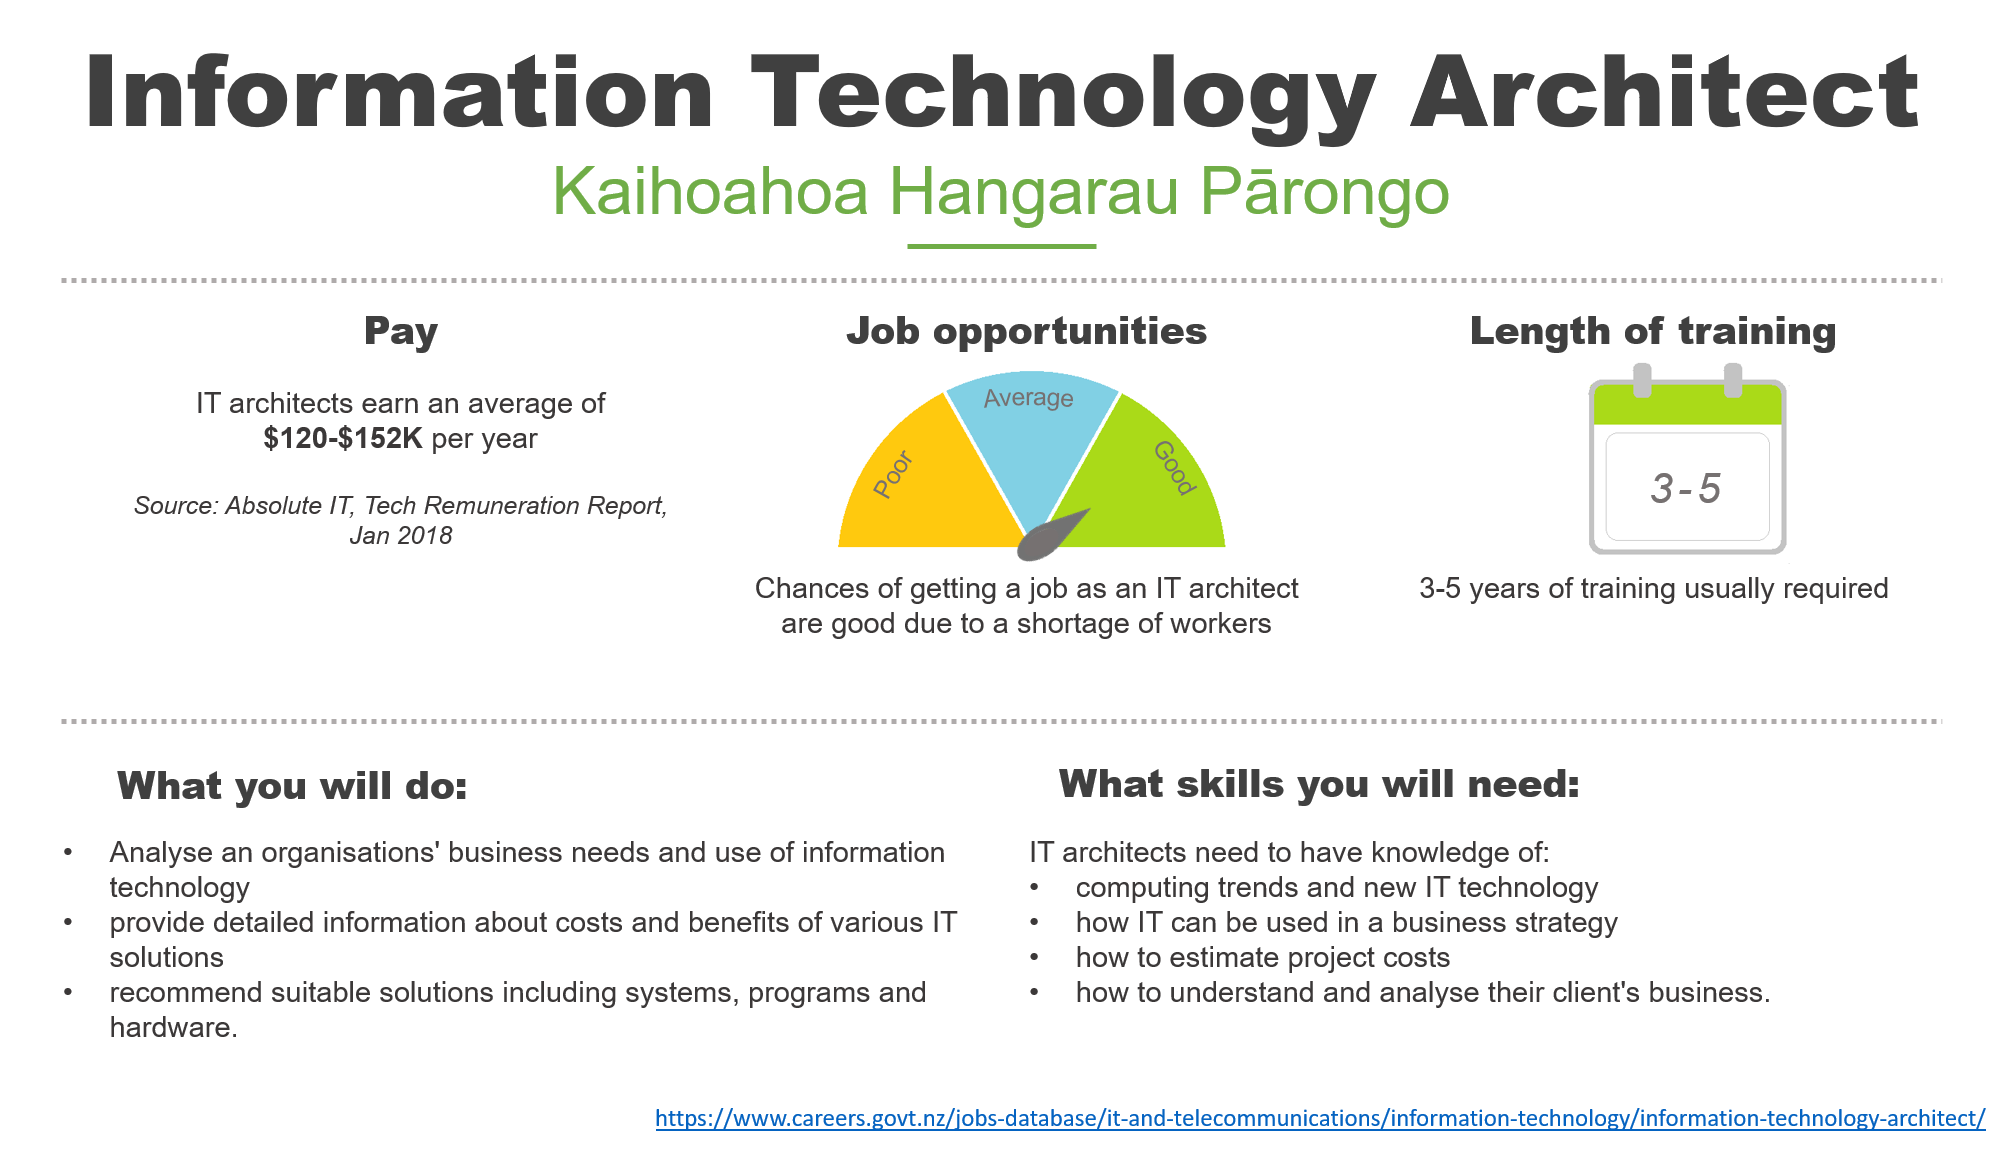 Information Technology Architect
Kaihoahoa Hangarau Pārongo
Pay
IT architects earn an average of
$120-$152K per year
Source: Absolute IT, Tech Remuneration Report,
Jan 2018
Job opportunities
Poor
Average
Good
Chances of getting a job as an IT architect
are good due to a shortage of workers
Length of training
3-5
3-5 years of training usually required
What you will do:
• Analyse an organisations' business needs and use of information
technology
• provide detailed information about costs and benefits of various IT
solutions
• recommend suitable solutions including systems, programs and
hardware.
What skills you will need:
IT architects need to have knowledge of:
• computing trends and new IT technology
• how IT can be used in a business strategy
• how to estimate project costs
• how to understand and analyse their client's business.
https://www.careers.govt.nz/jobs-database/it-and-telecommunications/information-technology/information-technology-architect/